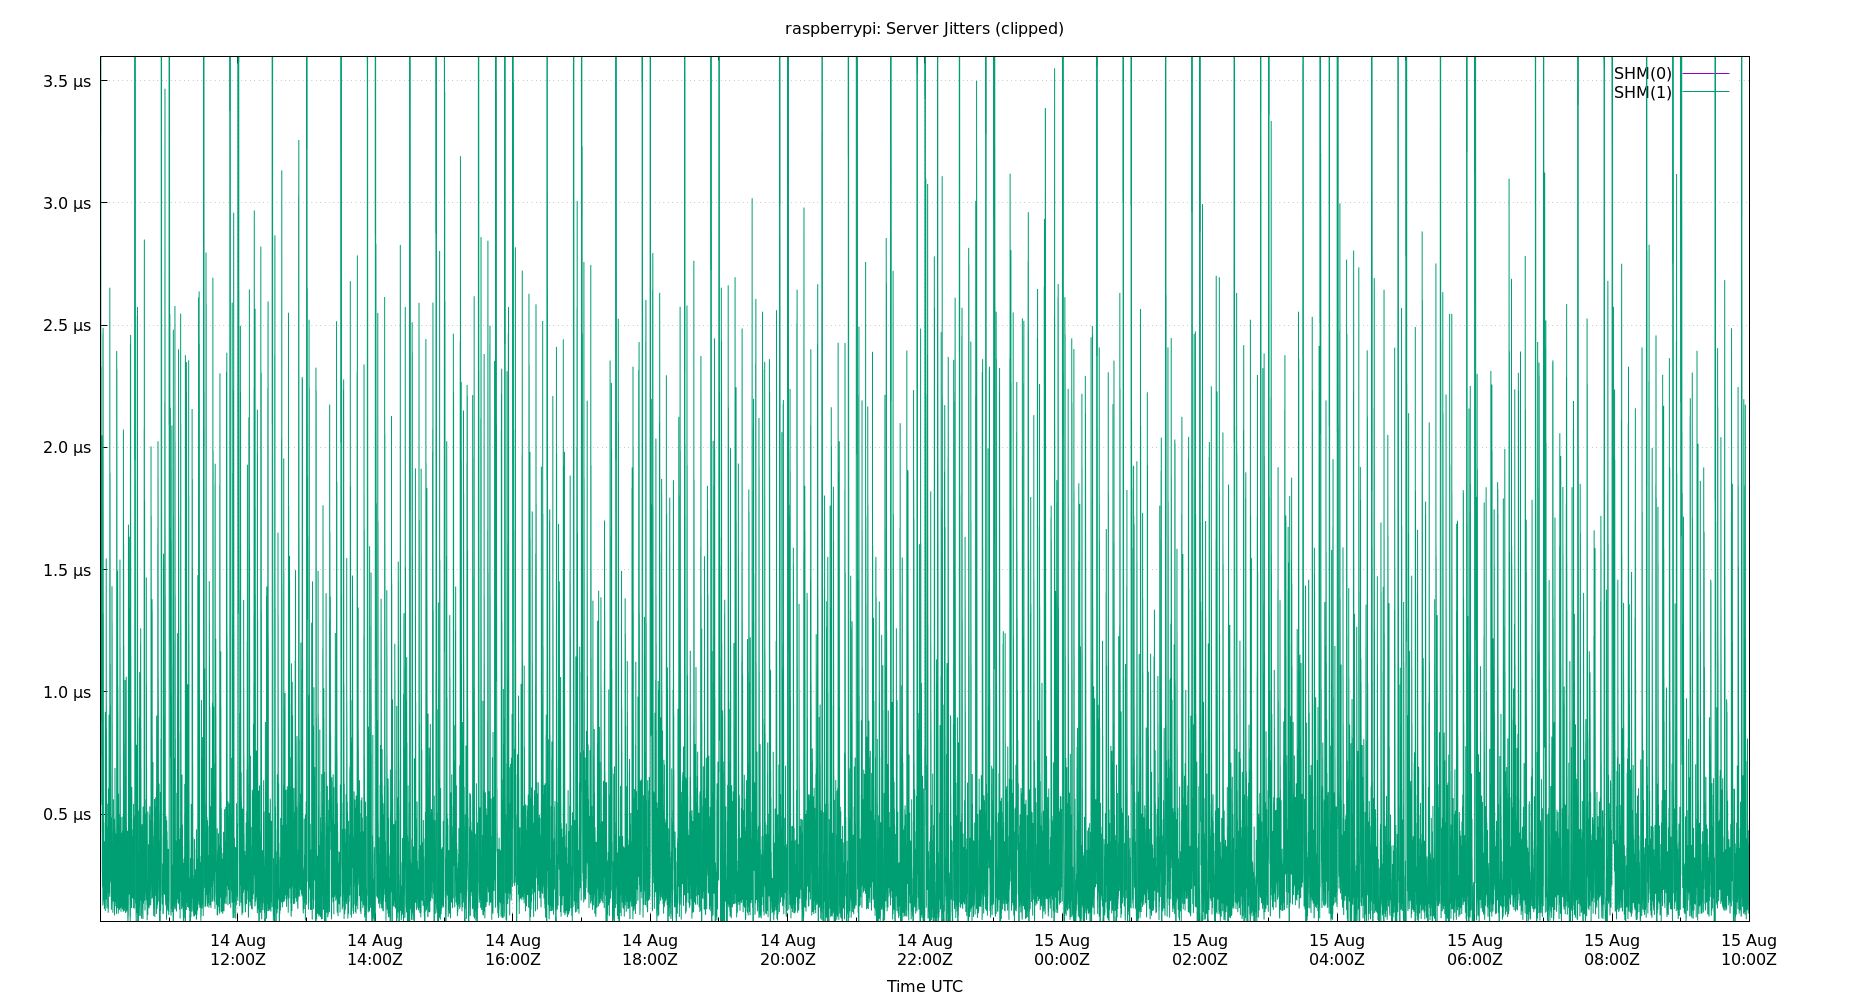 raspberrypi: Server Jitters (clipped)
SHM(0)
SHM(1)
3.5 µs
3.0 µs
2.5 µs
2.0 µs
1.5 µs
1.0 µs
0.5 µs
14 Aug 14 Aug 14 Aug 14 Aug 14 Aug 14 Aug 15 Aug 15 Aug 15 Aug 15 Aug 15 Aug 15 Aug
12:00Z 14:00Z 16:00Z 18:00Z 20:00Z 22:00Z 00:00Z 02:00Z 04:00Z 06:00Z 08:00Z 10:00Z
Time UTC